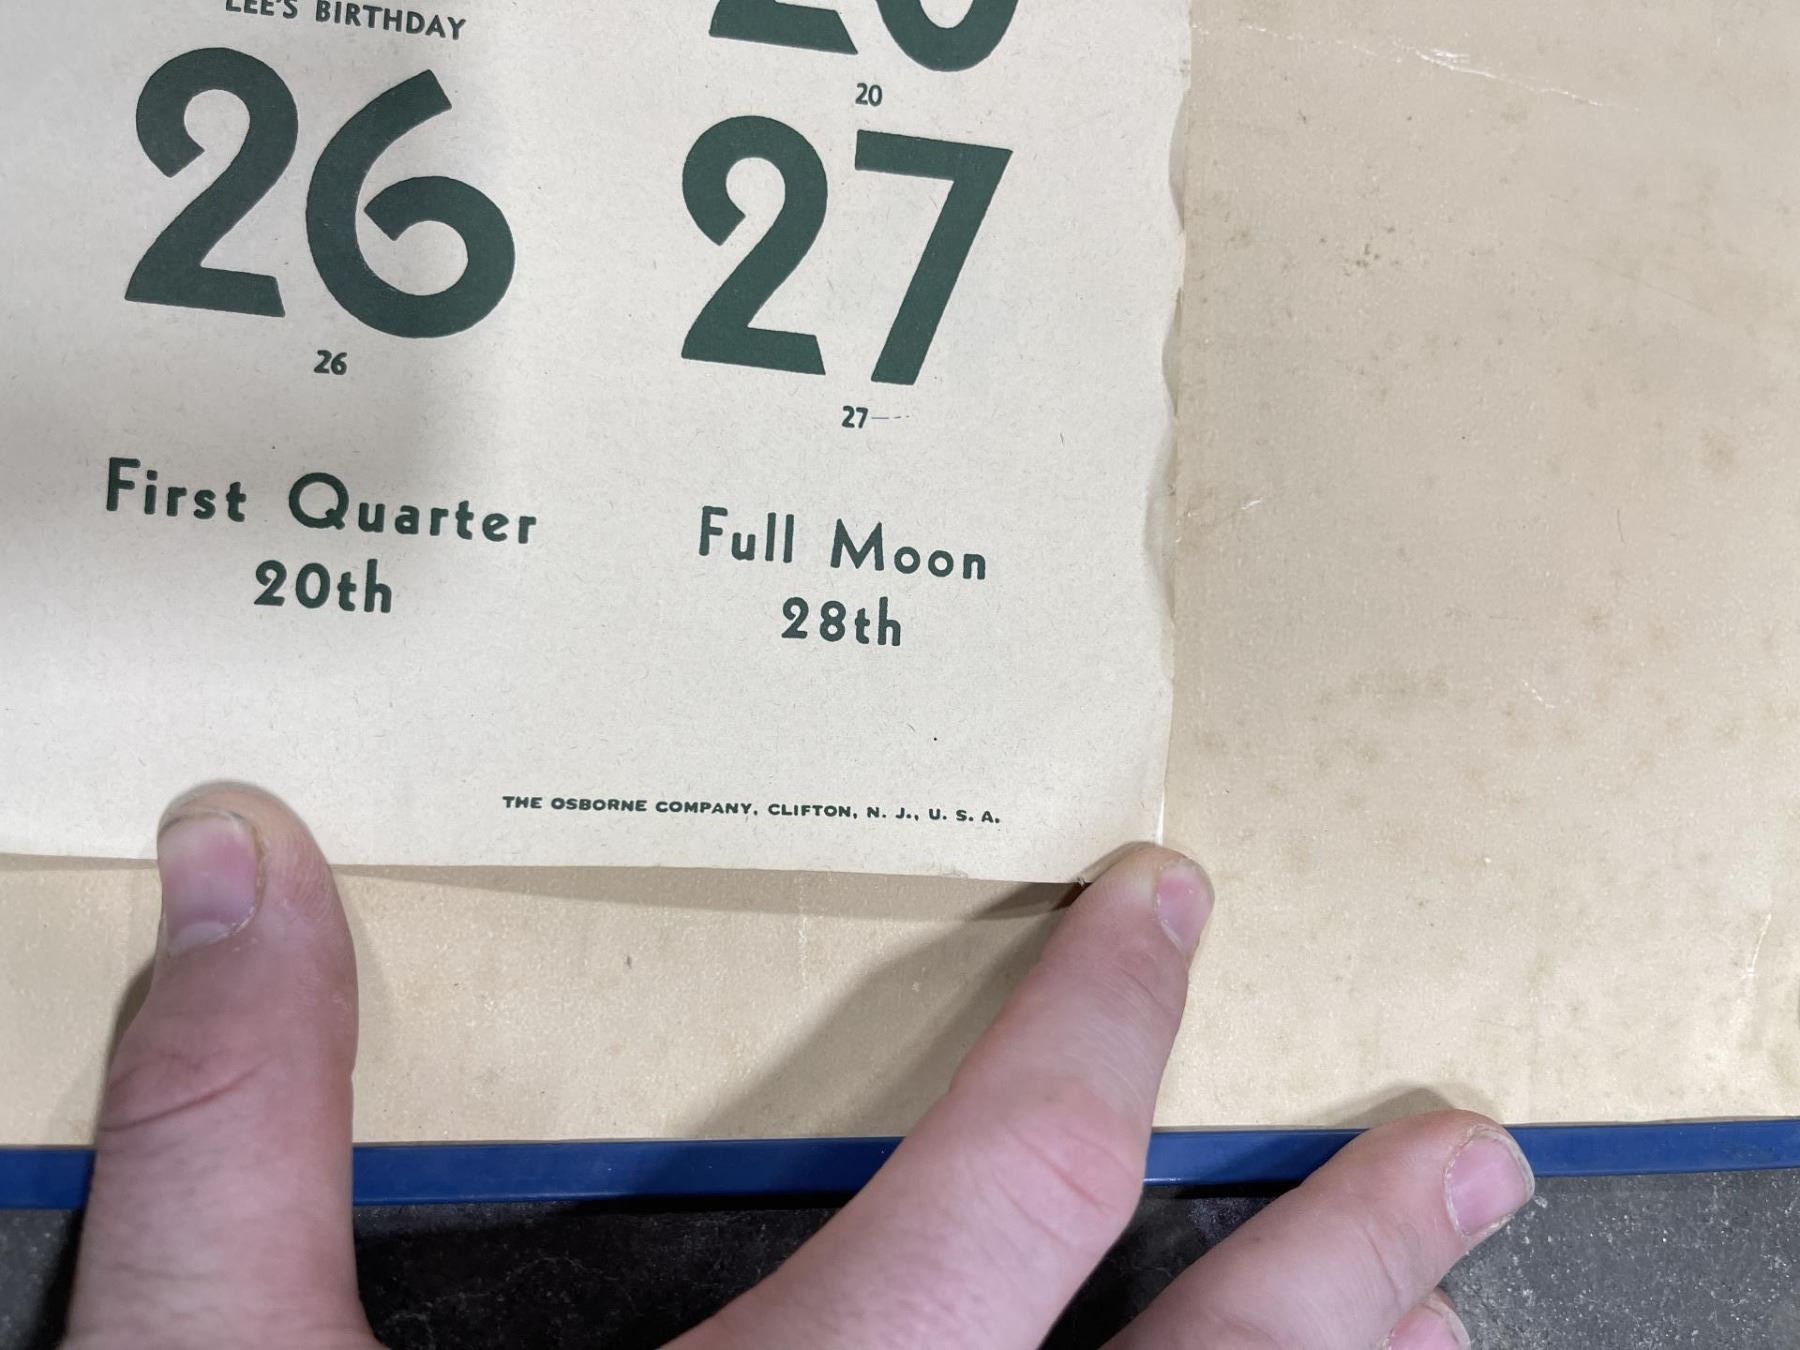 LEE'S BIRTHDAY
20
26 27
26 27
First Quarter Full Moon
20th 28th
THE OSBORNE COMPANY, CLIFTON, N. J., U. S. A.